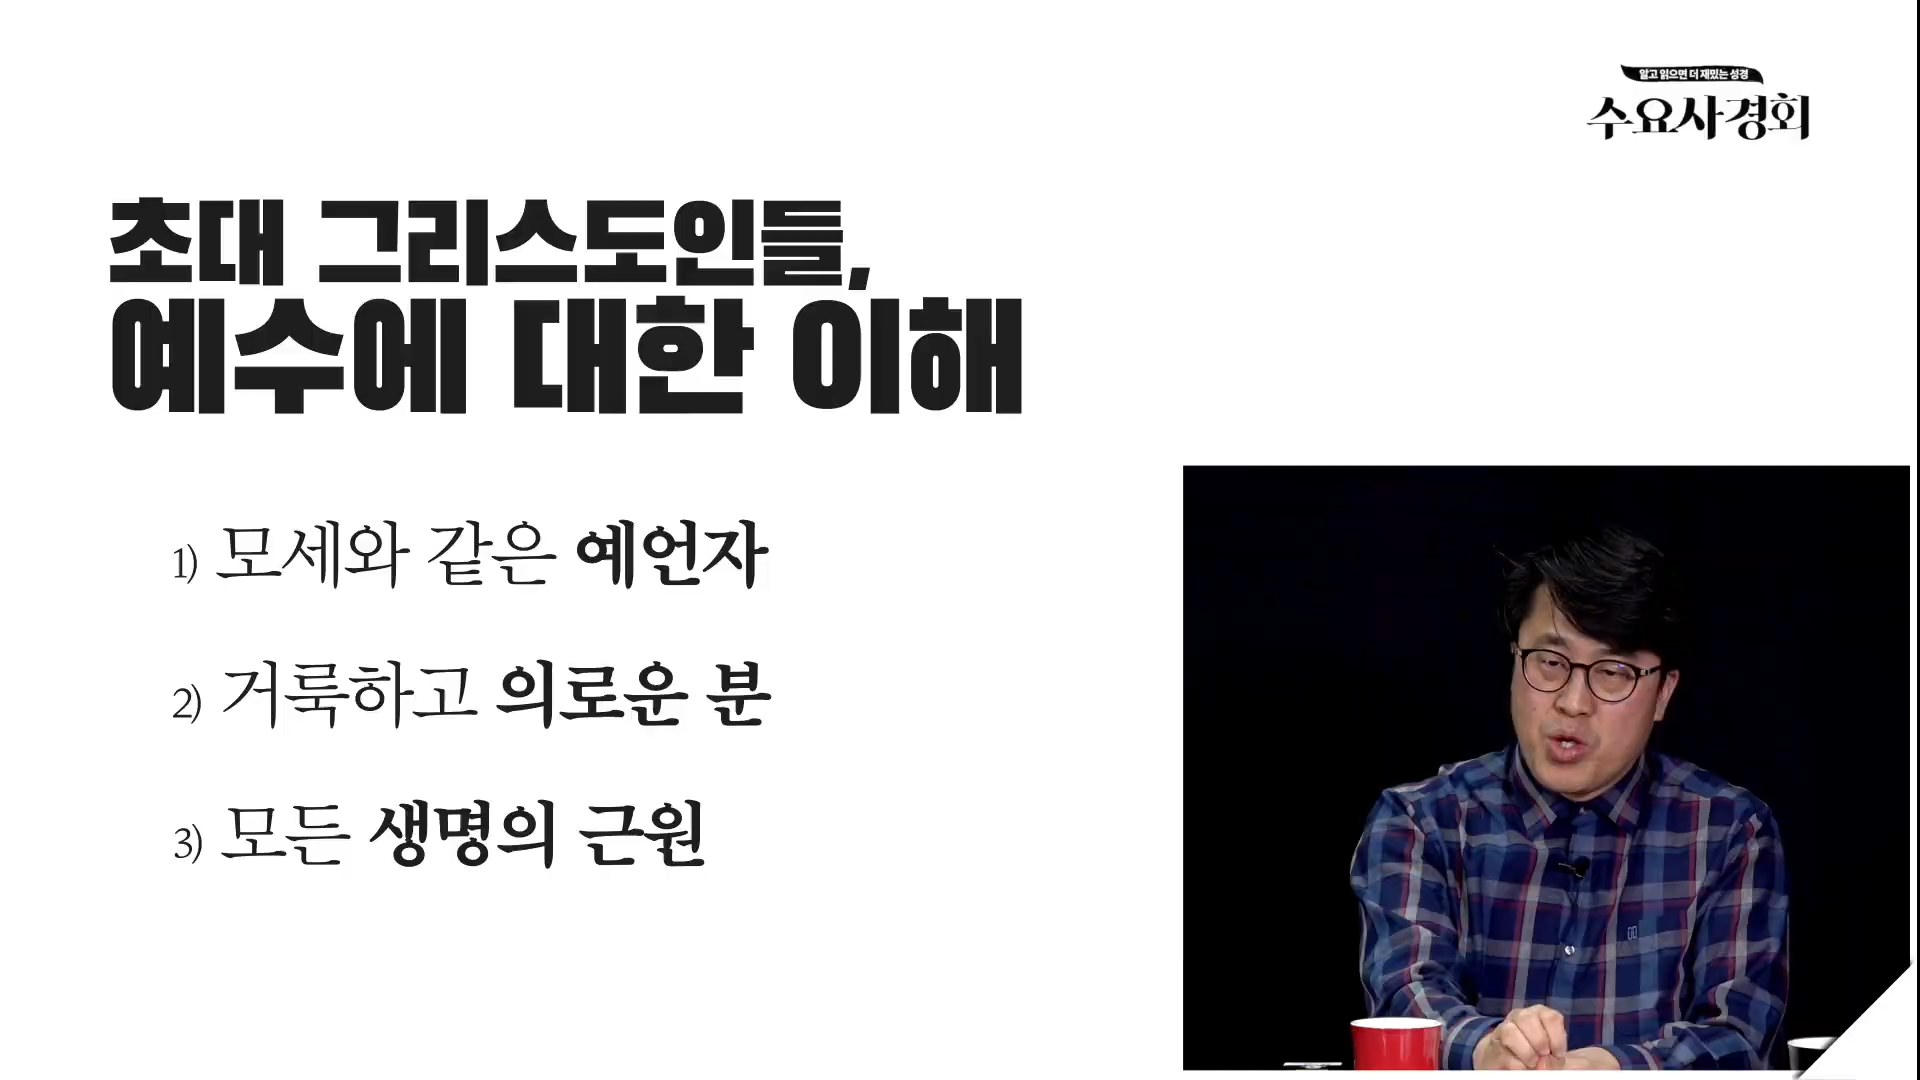 알고 읽으면 더 재밌는 성경
수요사경회
초대 그리스도인들,
예수에 대한 이해
1) 모세와 같은 예언자
2) 거룩하고 의로운 분
3) 모든 생명의 근원